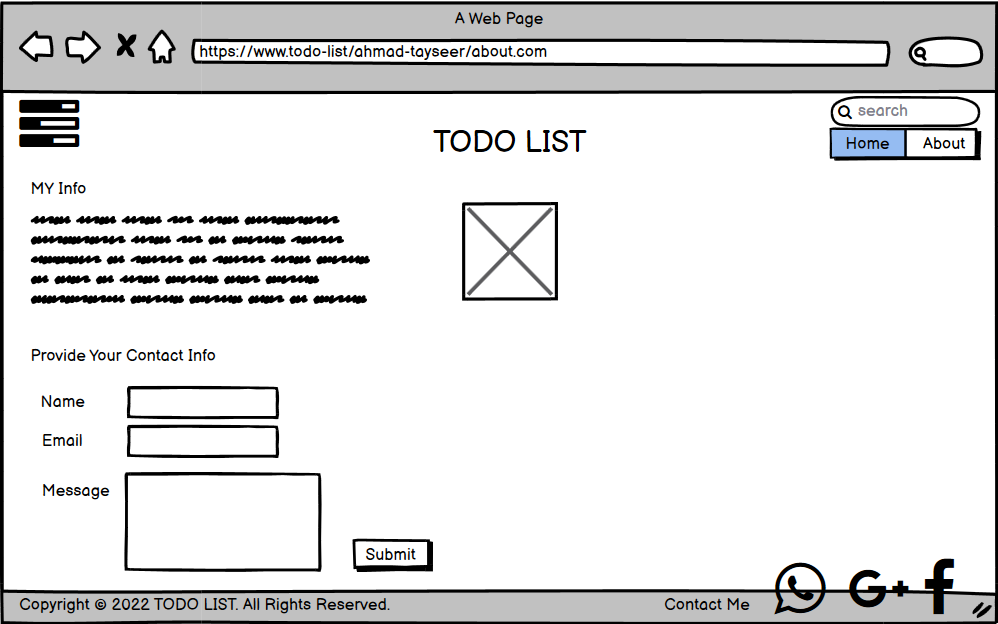 A Web Page
https://www.todo-list/ahmad-tayseer/about.com
search
TODO LIST
Home About
MY Info
Provide Your Contact Info
Name
Email
Message
Submit
Copyright © 2022 TODO LIST. All Rights Reserved.
Contact Me